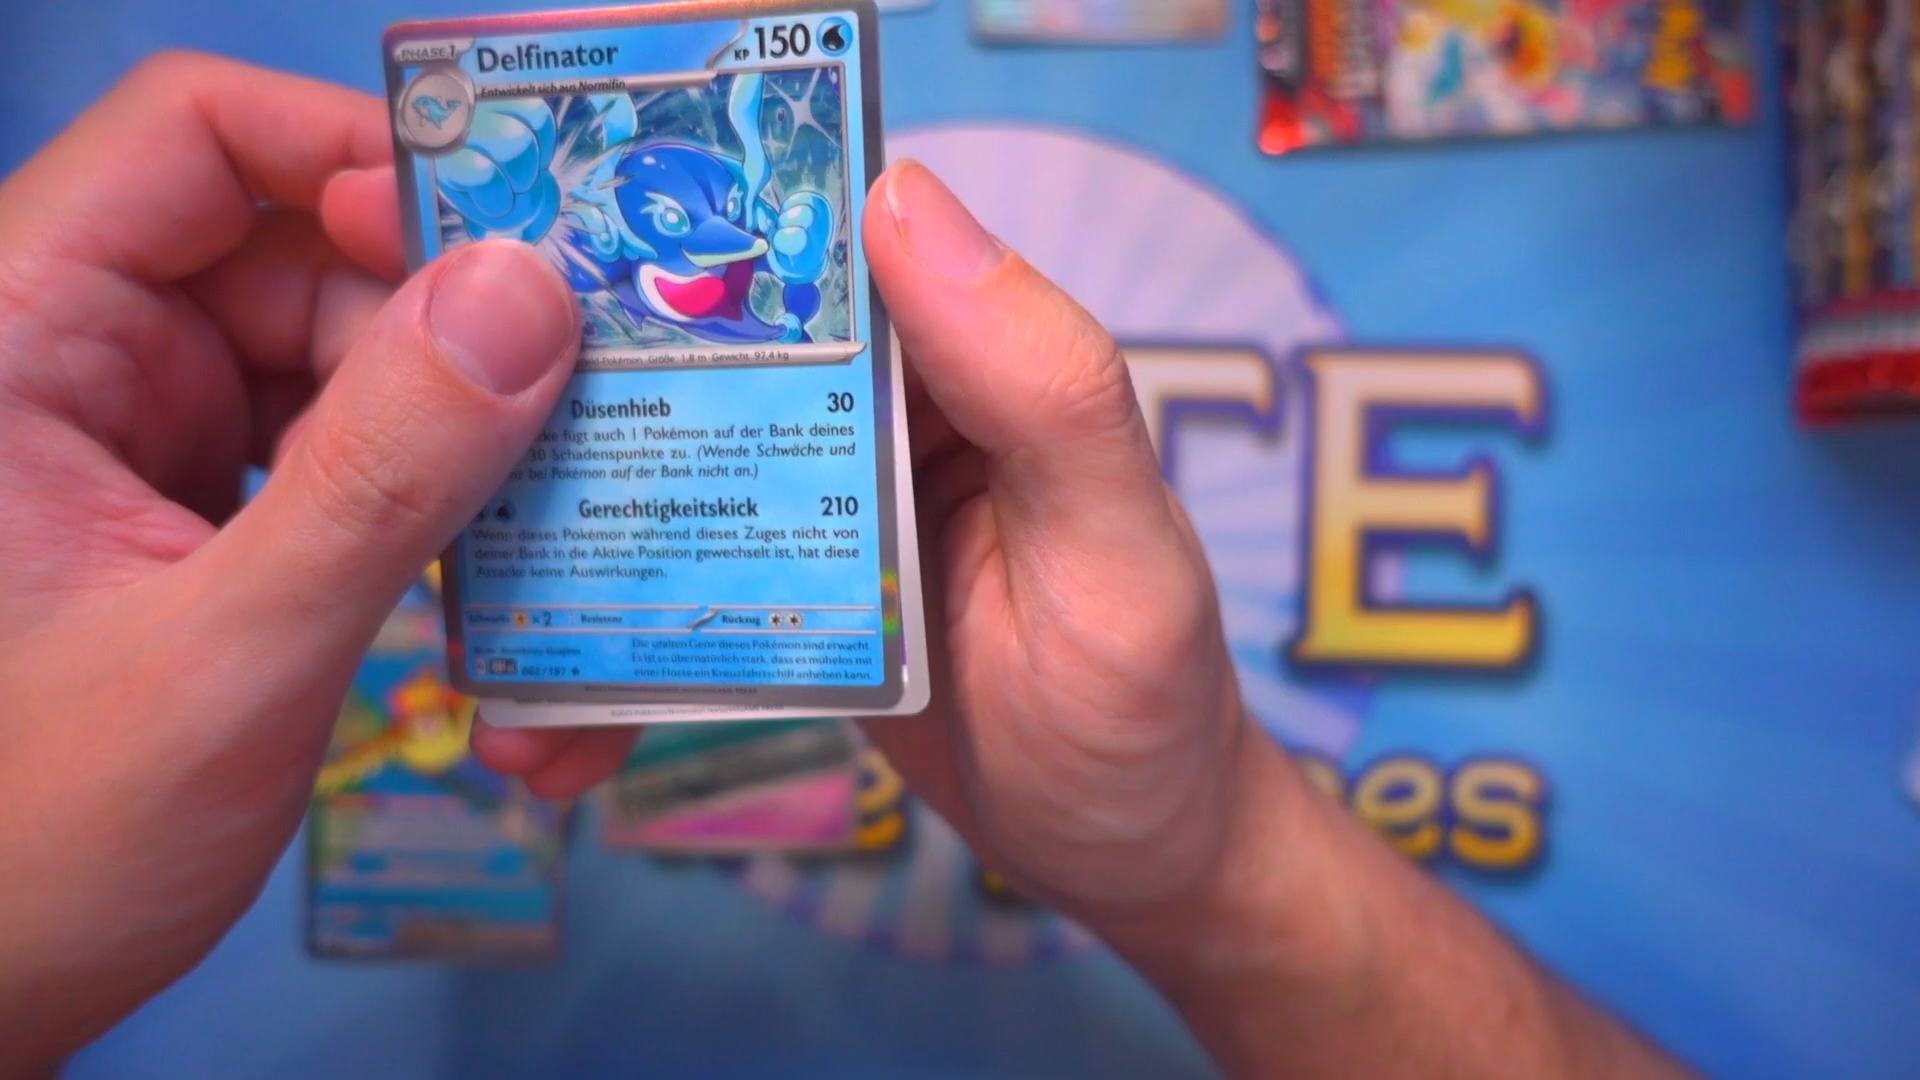 PHASE 1
Delfinator
KP 150
Entwickelt sich aus Normifin
Pokémon Größe: 1,8 m Gewicht: 97,4 kg
Düsenhieb 30
fügt auch 1 Pokémon auf der Bank deines
30 Schadenspunkte zu. (Wende Schwäche und
bei Pokémon auf der Bank nicht an.)
Gerechtigkeitskick 210
Wenn dieses Pokémon während dieses Zuges nicht von
deiner Bank in die Aktive Position gewechselt ist, hat diese
Attacke keine Auswirkungen.
×2 Resistenz Rückzug
Die uralten Gene dieses Pokémon sind erwacht.
Es ist so übernatürlich stark, dass es mühelos mit
einer Flosse ein Kreuzfahrtschiff anheben kann.
062/197
TE
es